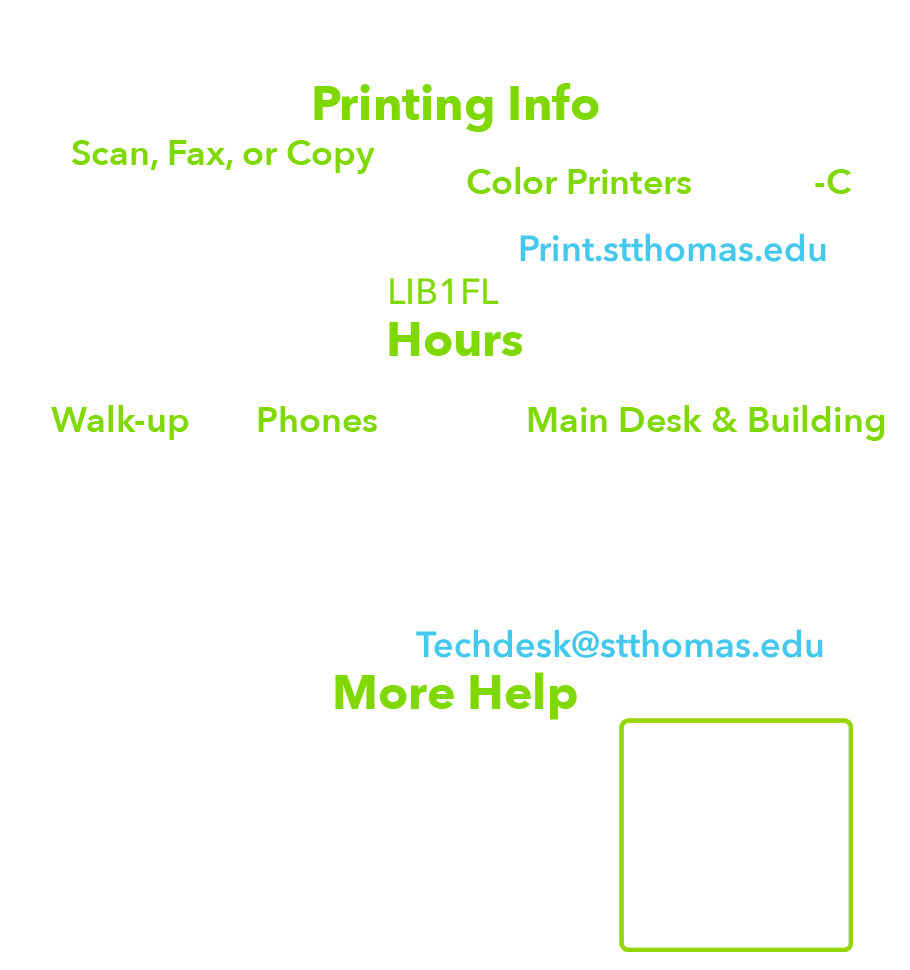 Printing Info
Scan, Fax, or Copy
Color Printers -C
Print.stthomas.edu
LIB1FL
Hours
Walk-up Phones Main Desk & Building
Techdesk@stthomas.edu
More Help